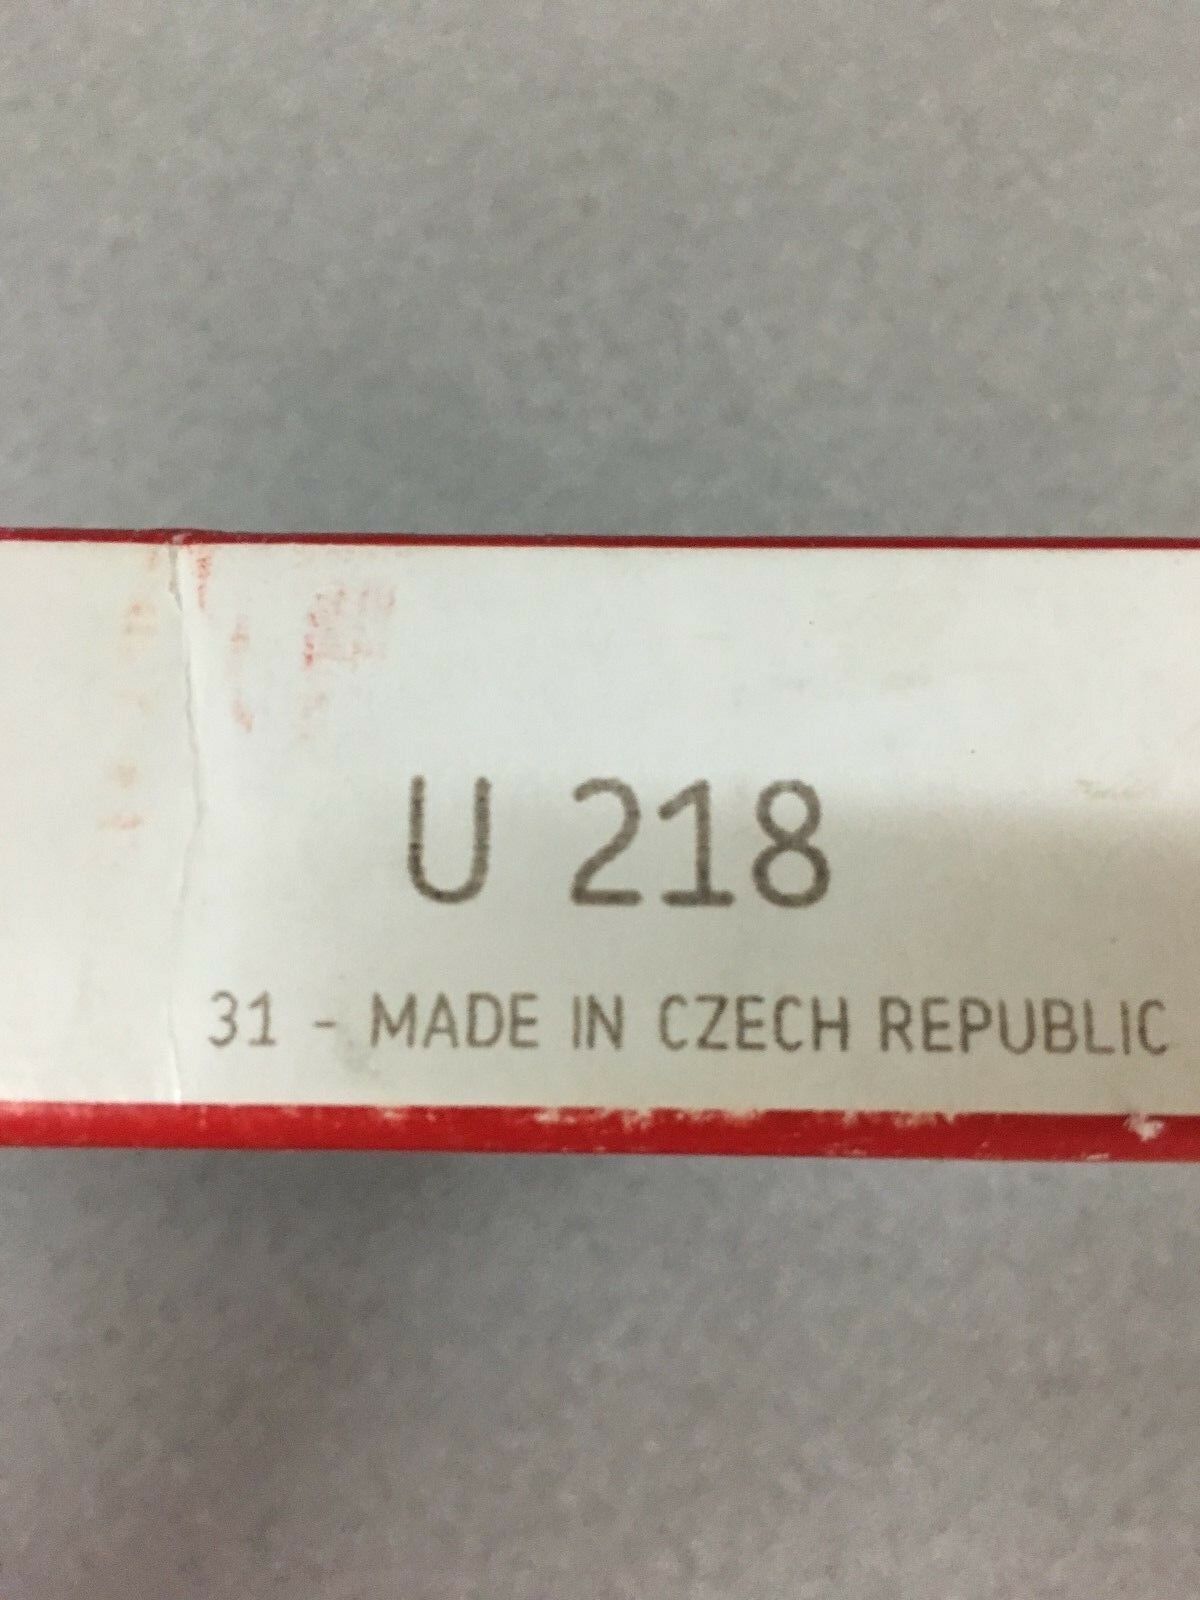 U 218
31 - MADE IN CZECH REPUBLIC